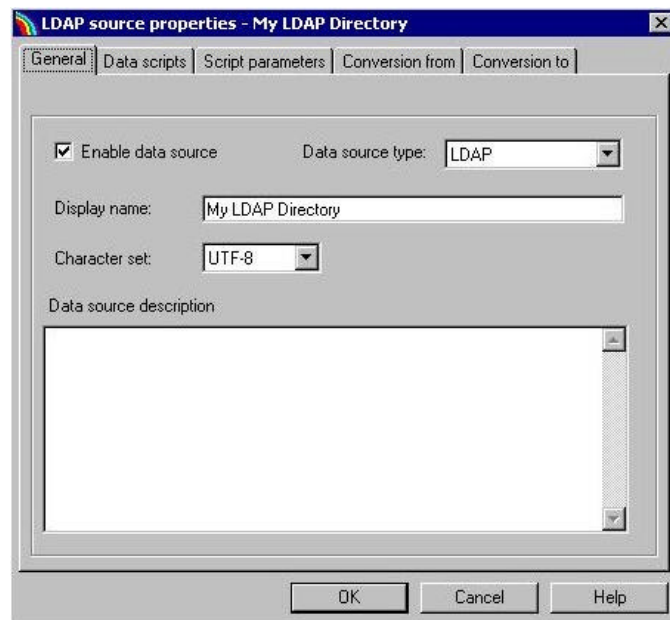 LDAP source properties - My LDAP Directory
General Data scripts Script parameters Conversion from Conversion to
Enable data source Data source type: LDAP
Display name: My LDAP Directory
Character set: UTF-8
Data source description
OK Cancel Help